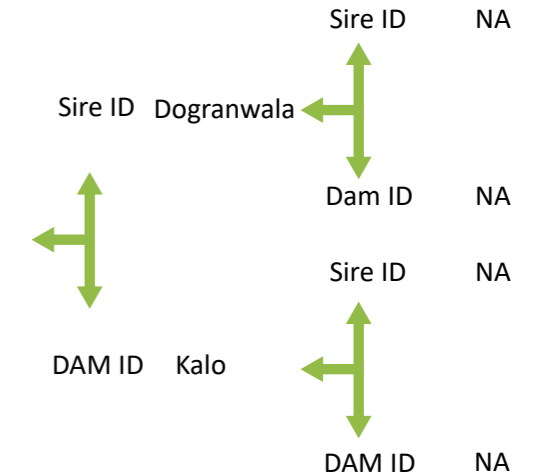 Sire ID NA
Sire ID Dogranwala
Dam ID NA
Sire ID NA
DAM ID Kalo
DAM ID NA